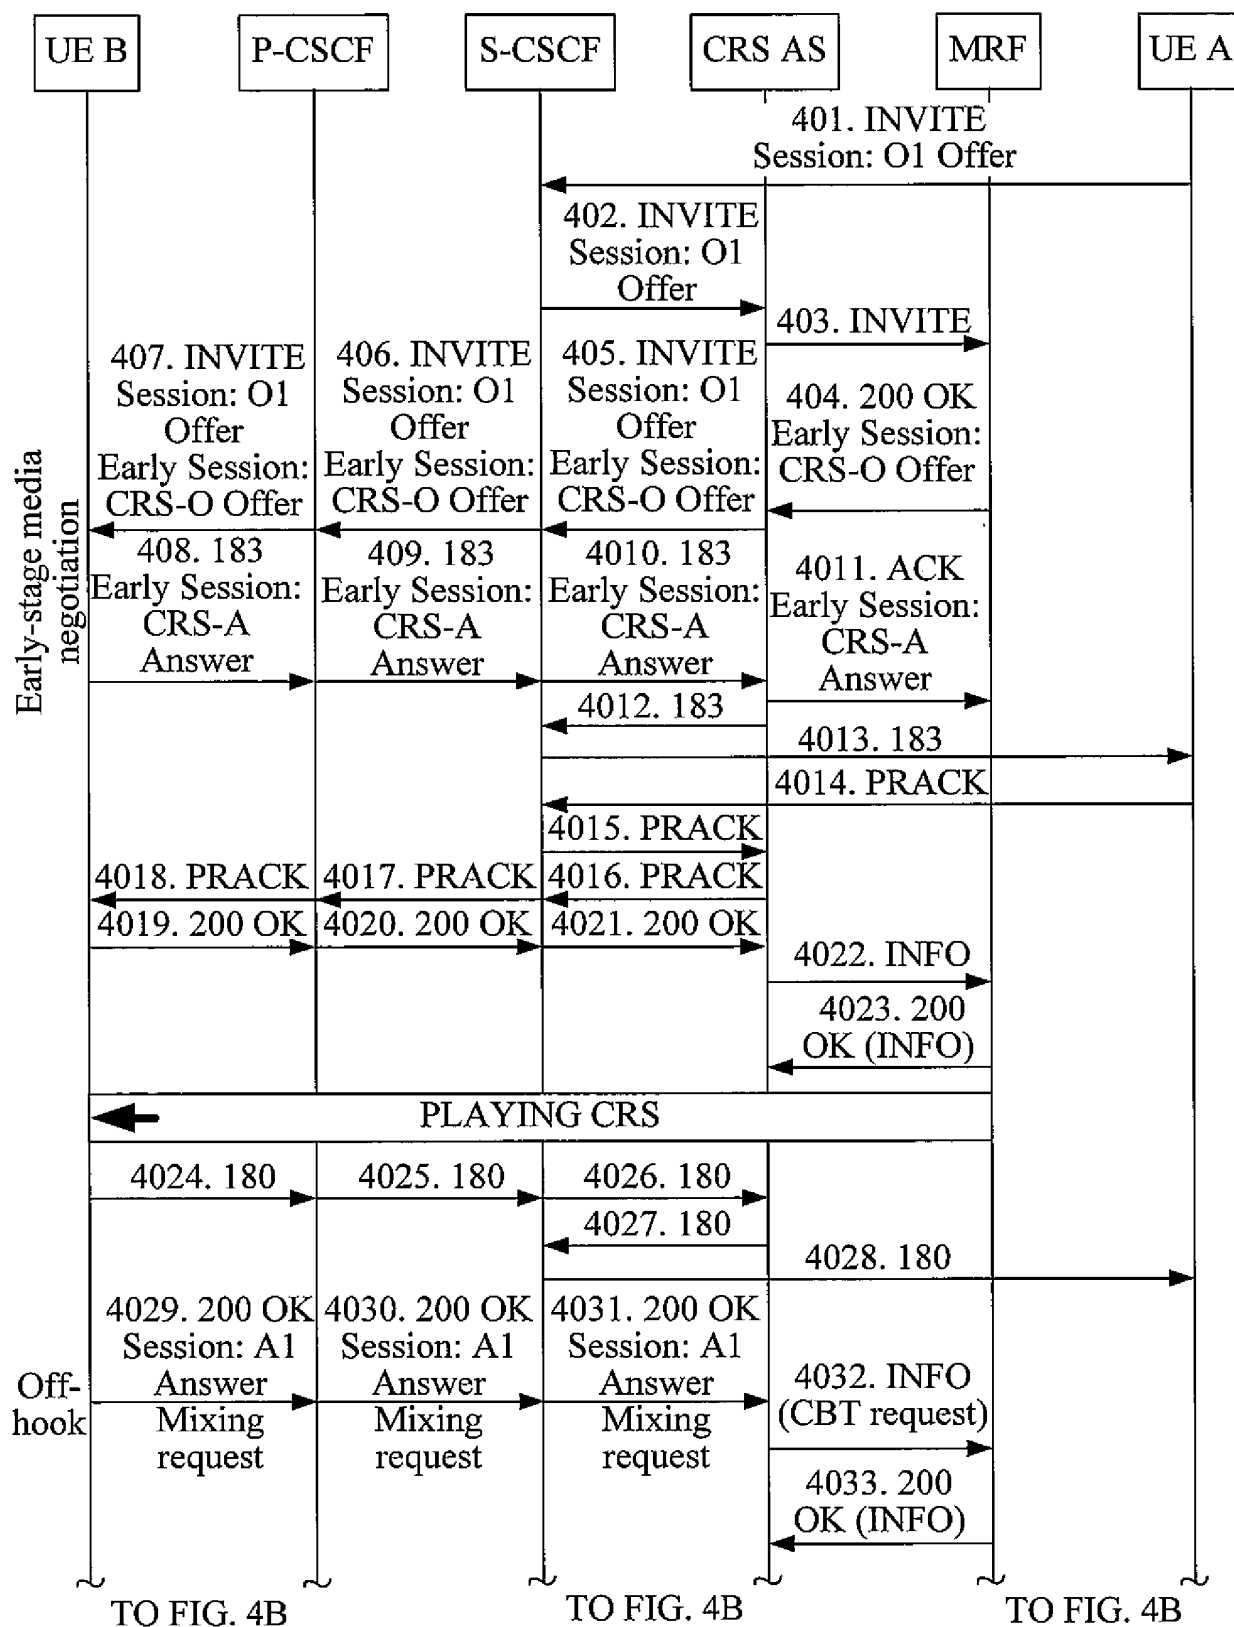 UE B
P-CSCF
S-CSCF
CRS AS
MRF
UE A
401. INVITE
Session: O1 Offer
402. INVITE
Session: O1
Offer
403. INVITE
404. 200 OK
Early Session:
CRS-O Offer
405. INVITE
Session: O1
Offer
Early Session:
CRS-O Offer
406. INVITE
Session: O1
Offer
Early Session:
CRS-O Offer
407. INVITE
Session: O1
Offer
Early Session:
CRS-O Offer
Early-stage media
negotiation
408. 183
Early Session:
CRS-A
Answer
409. 183
Early Session:
CRS-A
Answer
4010. 183
Early Session:
CRS-A
Answer
4011. ACK
Early Session:
CRS-A
Answer
4012. 183
4013. 183
4014. PRACK
4015. PRACK
4016. PRACK
4017. PRACK
4018. PRACK
4019. 200 OK
4020. 200 OK
4021. 200 OK
4022. INFO
4023. 200
OK (INFO)
PLAYING CRS
4024. 180
4025. 180
4026. 180
4027. 180
4028. 180
Off-
hook
4029. 200 OK
Session: A1
Answer
Mixing
request
4030. 200 OK
Session: A1
Answer
Mixing
request
4031. 200 OK
Session: A1
Answer
Mixing
request
4032. INFO
(CBT request)
4033. 200
OK (INFO)
TO FIG. 4B
TO FIG. 4B
TO FIG. 4B